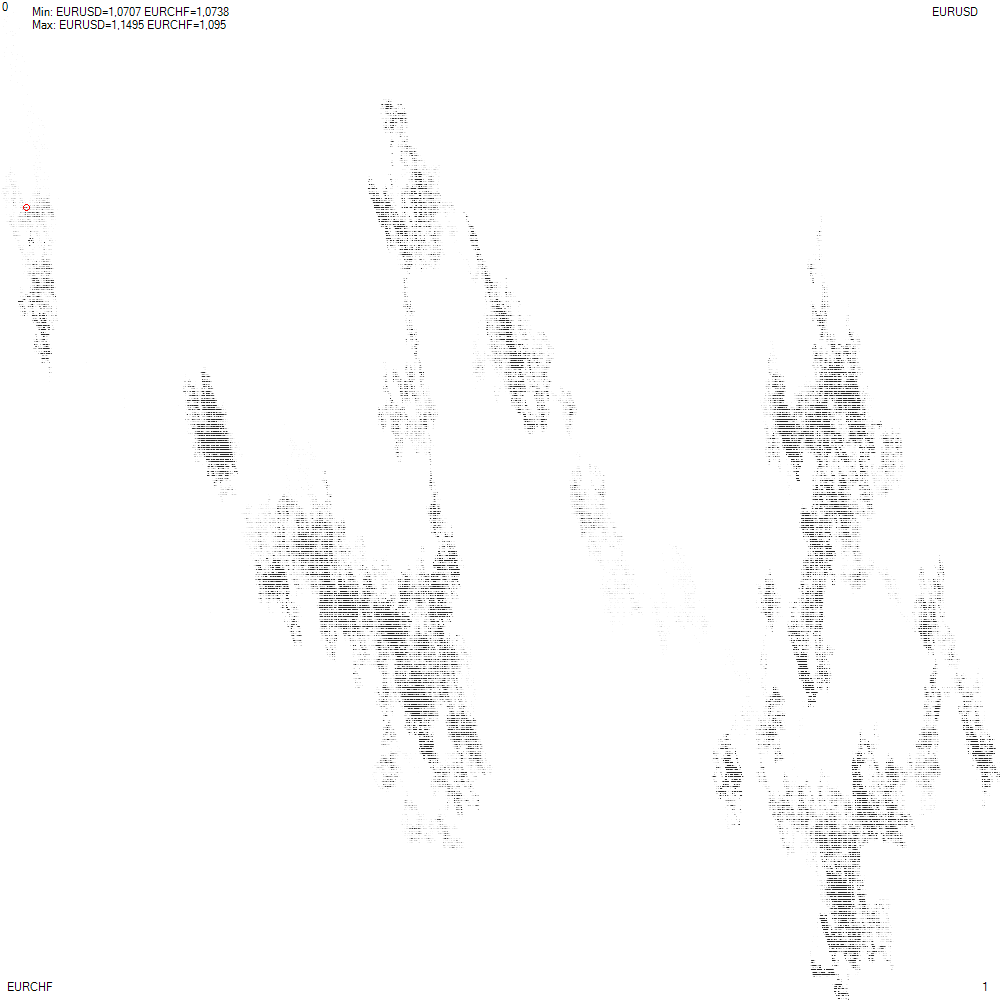 0
Min: EURUSD=1,0707 EURCHF=1,0738
Max: EURUSD=1,1495 EURCHF=1,095
EURUSD
EURCHF
1